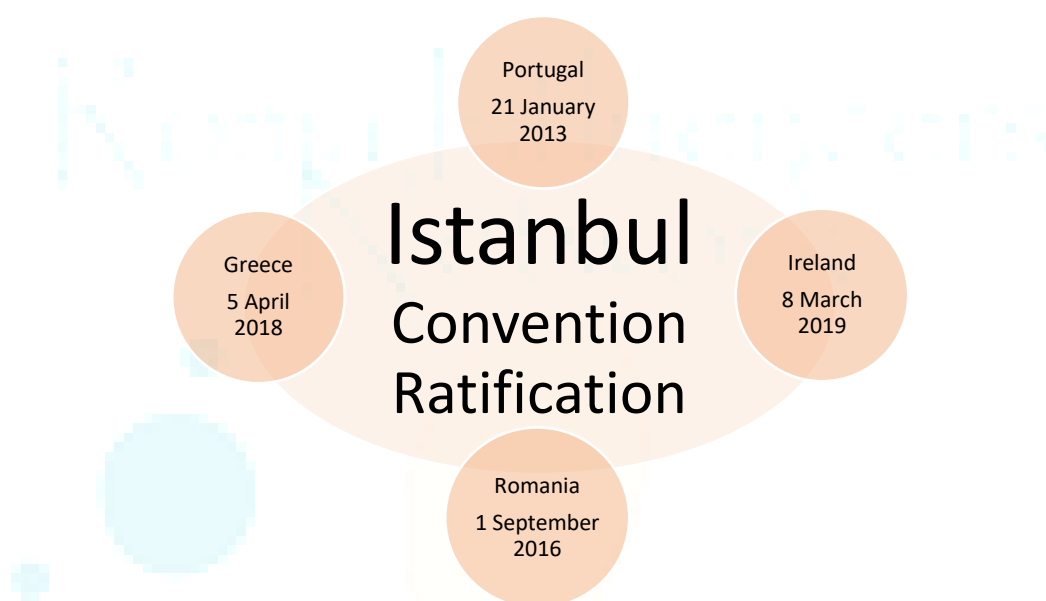 Portugal
21 January
2013
Istanbul
Convention
Ratification
Greece
5 April
2018
Ireland
8 March
2019
Romania
1 September
2016